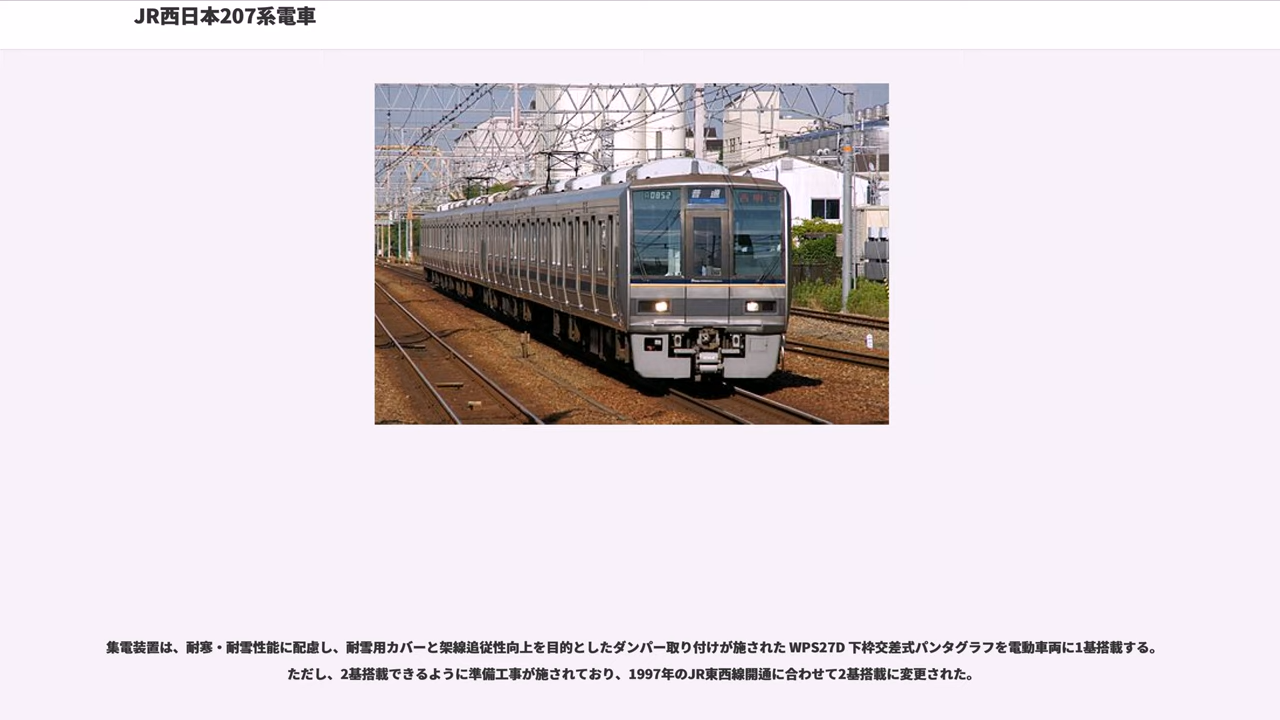 JR西日本207系電車
0852
普通
西明石
集電装置は、耐寒・耐雪性能に配慮し、耐雪用カバーと架線追従性向上を目的としたダンパー取り付けが施された WPS27D 下枠交差式パンタグラフを電動車両に1基搭載する。
ただし、2基搭載できるように準備工事が施されており、1997年のJR東西線開通に合わせて2基搭載に変更された。